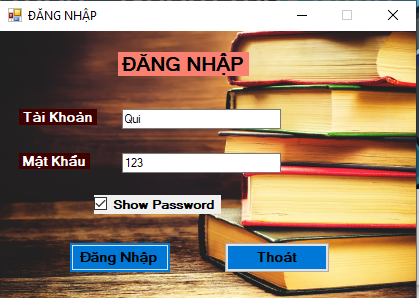 ĐĂNG NHẬP
ĐĂNG NHẬP
Tài Khoản
Qui
Mật Khẩu
123
Show Password
Đăng Nhập
Thoát